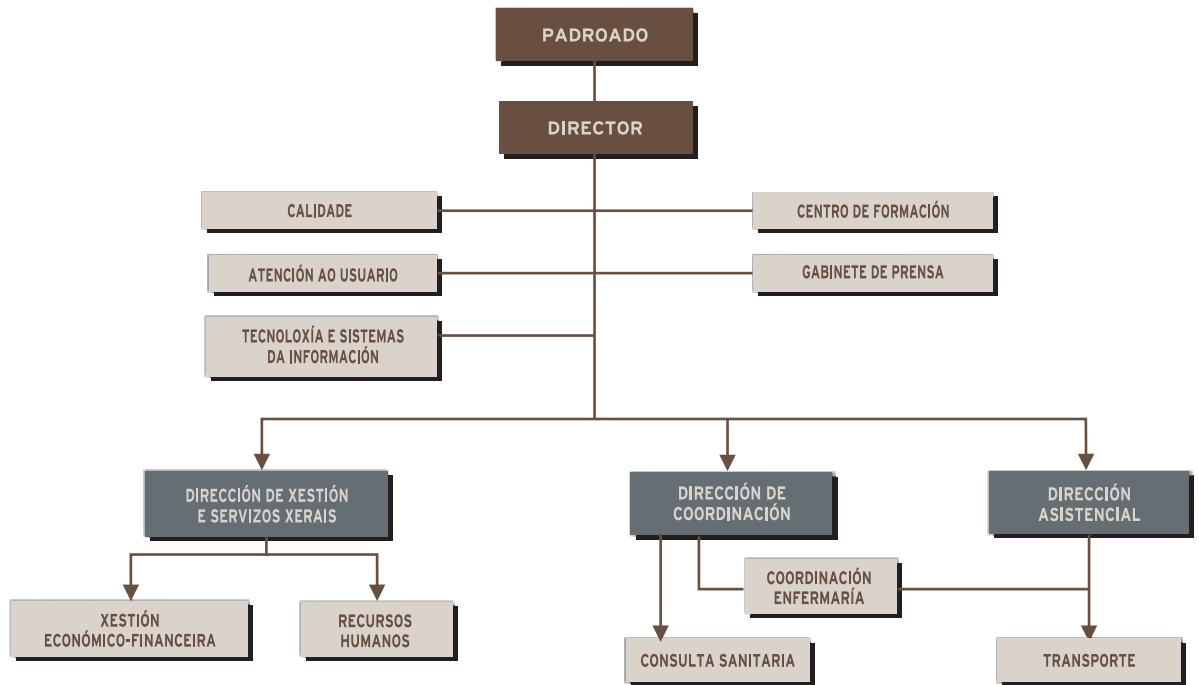 PADROADO
DIRECTOR
CALIDADE
CENTRO DE FORMACIÓN
ATENCIÓN AO USUARIO
GABINETE DE PRENSA
TECNOLOXÍA E SISTEMAS
DA INFORMACIÓN
DIRECCIÓN DE XESTIÓN
E SERVIZOS XERAIS
DIRECCIÓN DE
COORDINACIÓN
DIRECCIÓN
ASISTENCIAL
COORDINACIÓN
ENFERMARÍA
XESTIÓN
ECONÓMICO-FINANCEIRA
RECURSOS
HUMANOS
CONSULTA SANITARIA
TRANSPORTE